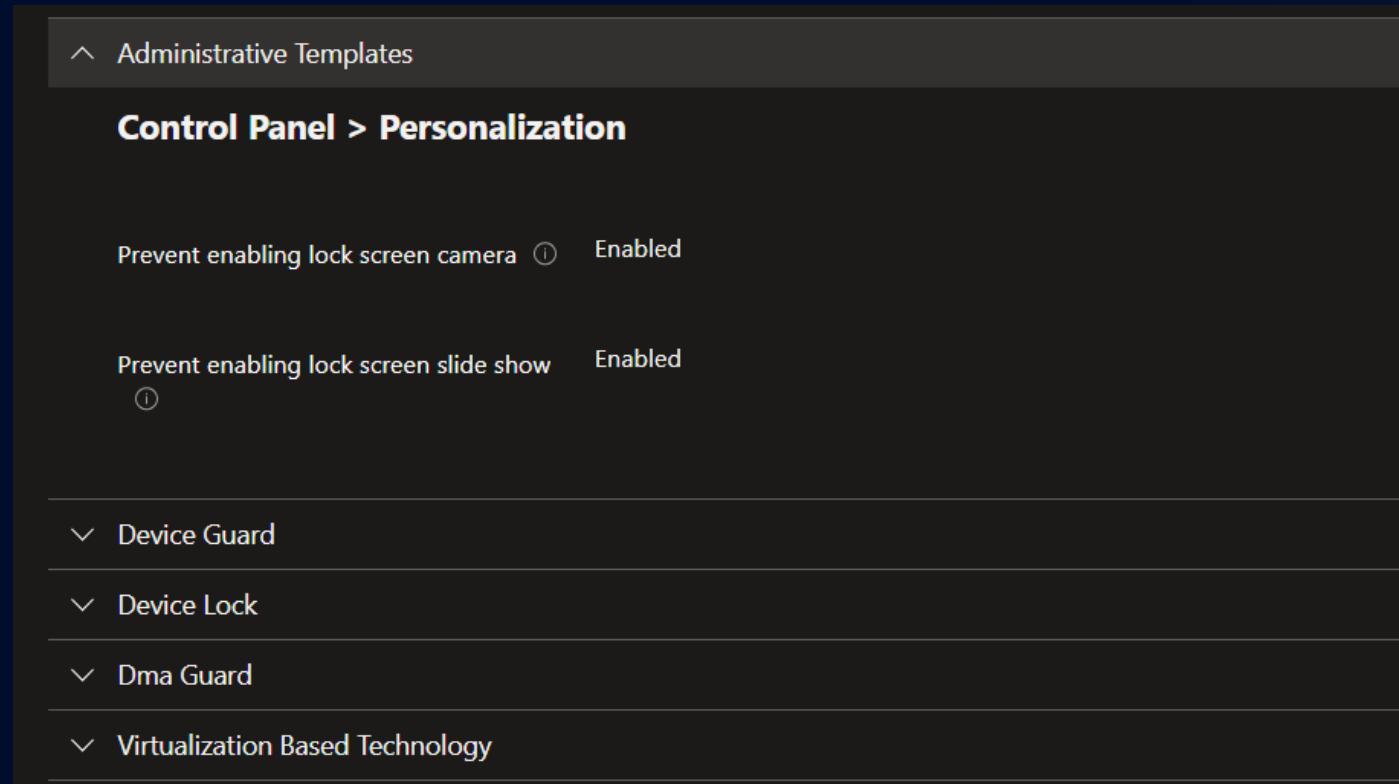 Administrative Templates
Control Panel > Personalization
Prevent enabling lock screen camera Enabled
Prevent enabling lock screen slide show Enabled
Device Guard
Device Lock
Dma Guard
Virtualization Based Technology